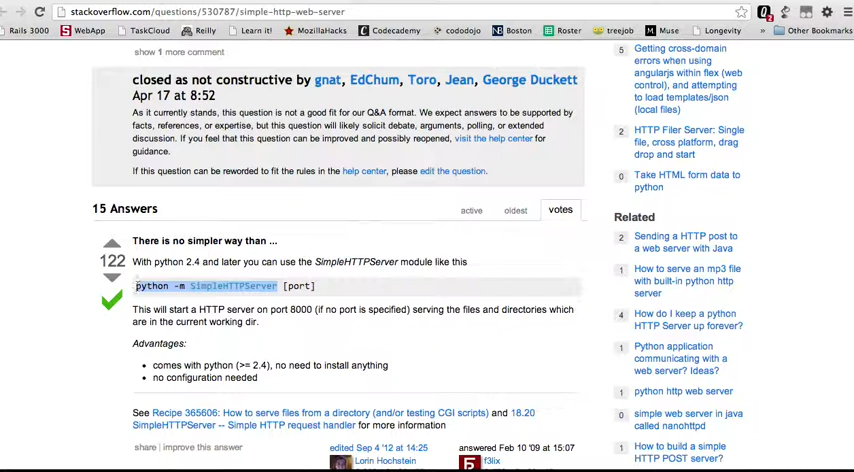 stackoverflow.com/questions/530787/simple-http-web-server
Rails 3000 WebApp TaskCloud Reilly Learn it! MozillaHacks Codecademy cododojo Boston Roster treejob Muse Longevity » Other Bookmarks
show 1 more comment
closed as not constructive by gnat, EdChum, Toro, Jean, George Duckett
Apr 17 at 8:52
As it currently stands, this question is not a good fit for our Q&A format. We expect answers to be supported by
facts, references, or expertise, but this question will likely solicit debate, arguments, polling, or extended
discussion. If you feel that this question can be improved and possibly reopened, visit the help center for
guidance.
If this question can be reworded to fit the rules in the help center, please edit the question.
15 Answers
active oldest votes
122
There is no simpler way than ...
With python 2.4 and later you can use the SimpleHTTPServer module like this
python -m SimpleHTTPServer [port]
This will start a HTTP server on port 8000 (if no port is specified) serving the files and directories which
are in the current working dir.
Advantages:
• comes with python (>= 2.4), no need to install anything
• no configuration needed
See Recipe 365606: How to serve files from a directory (and/or testing CGI scripts) and 18.20
SimpleHTTPServer -- Simple HTTP request handler for more information
share | improve this answer
edited Sep 4 '12 at 14:25
Lorin Hochstein
answered Feb 10 '09 at 15:07
f3lix
5 Getting cross-domain
errors when using
angularjs within flex (web
control), and attempting
to load templates/json
(local files)
2 HTTP Filer Server: Single
file, cross platform, drag
drop and start
0 Take HTML form data to
python
Related
2 Sending a HTTP post to
a web server with Java
1 How to serve an mp3 file
with built-in python http
server
4 How do I keep a python
HTTP Server up forever?
1 Python application
communicating with a
web server? Ideas?
1 python http web server
0 simple web server in java
called nanohttpd
1 How to build a simple
HTTP POST server?